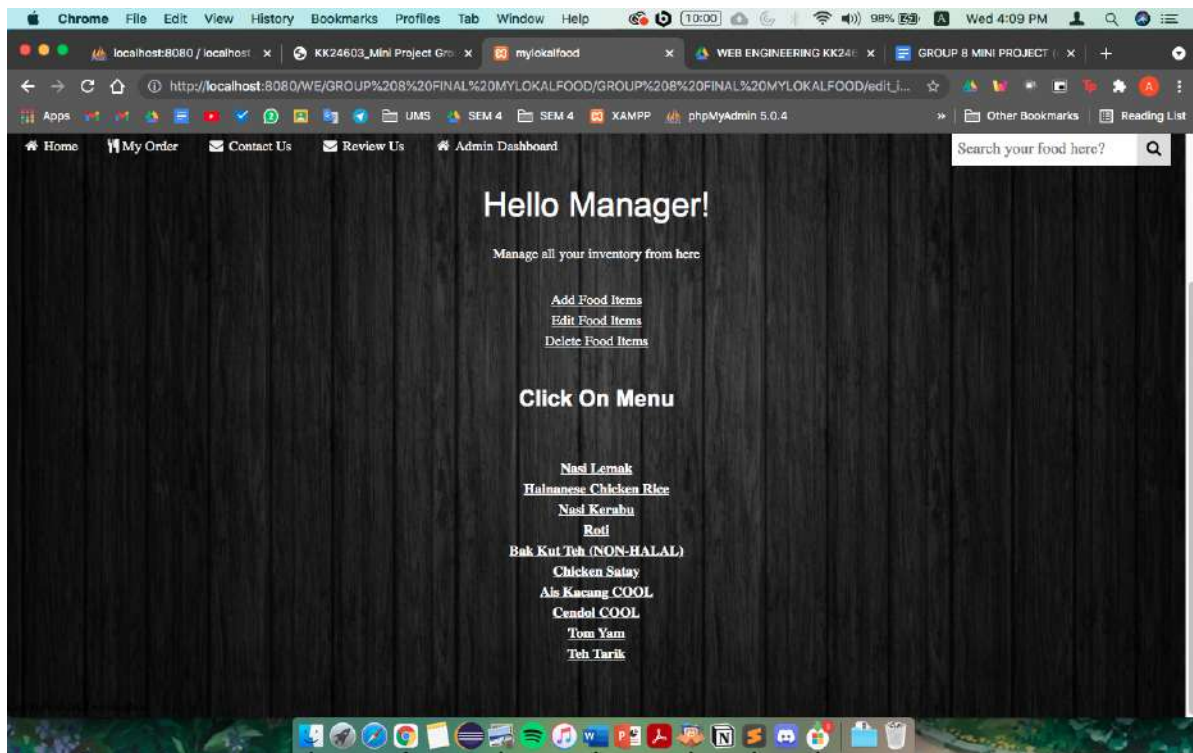 Chrome File Edit View History Bookmarks Profiles Tab Window Help 10:00 98% Wed 4:09 PM
localhost:8080 / localhost KK24603_Mini Project Gro mylokalfood WEB ENGINEERING KK246 GROUP 8 MINI PROJECT (
http://localhost:8080/WE/GROUP%208%20FINAL%20MYLOKALFOOD/GROUP%208%20FINAL%20MYLOKALFOOD/edit_i...
Apps UMS SEM 4 SEM 4 XAMPP phpMyAdmin 5.0.4 » Other Bookmarks Reading List
Home My Order Contact Us Review Us Admin Dashboard Search your food here?
Hello Manager!
Manage all your inventory from here
Add Food Items
Edit Food Items
Delete Food Items
Click On Menu
Nasi Lemak
Hainanese Chicken Rice
Nasi Kerabu
Roti
Bak Kut Teh (NON-HALAL)
Chicken Satay
Ais Kacang COOL
Cendol COOL
Tom Yam
Teh Tarik